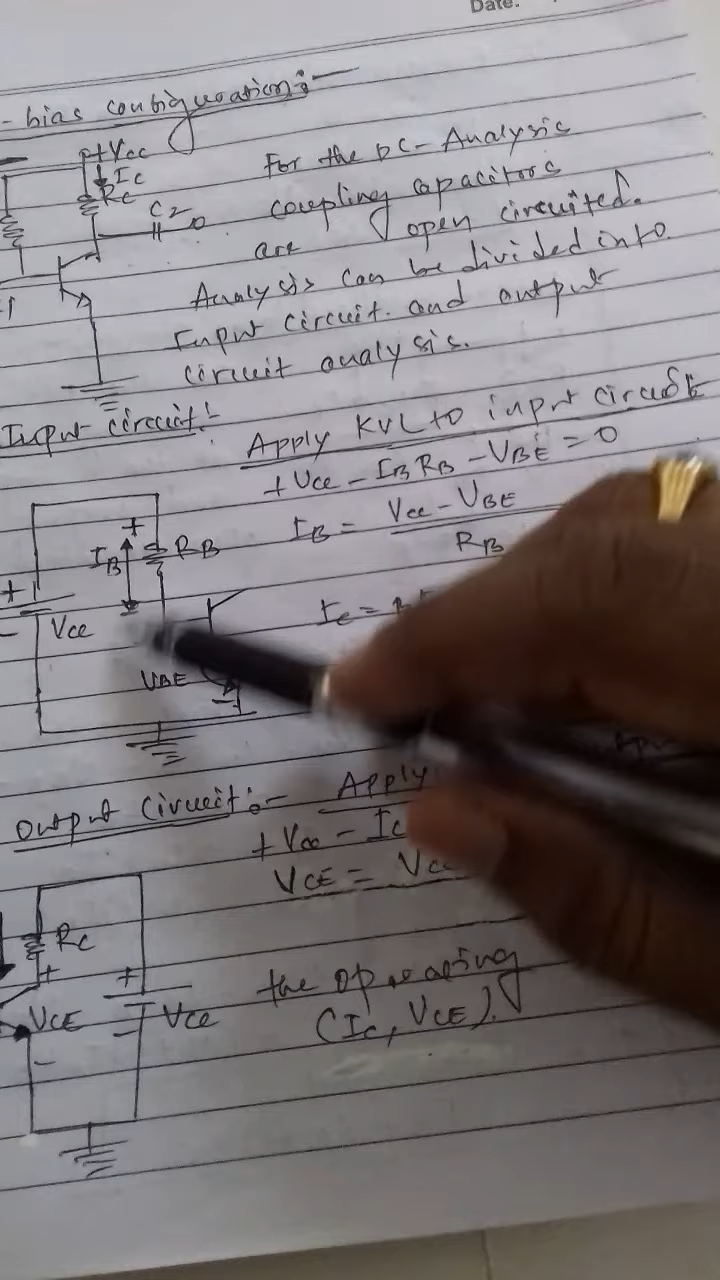 Date:
- bias configuration:-
+Vcc
Ic
Rc
C2
For the DC-Analysis
coupling capacitors
are open circuited.
Analysis can be divided into
Input circuit. and output
circuit analysis.
Input circuit:-
Apply KVL to input circuit
+Vcc - IB RB - VBE = 0
IB = Vcc - VBE
RB
+
IB
RB
+
-
Vcc
VBE
Ic =
Output Circuit:-
Apply
+Vcc - Ic
VCE =
Rc
+
+
VCE
Vcc
-
the operating
(Ic, VCE).